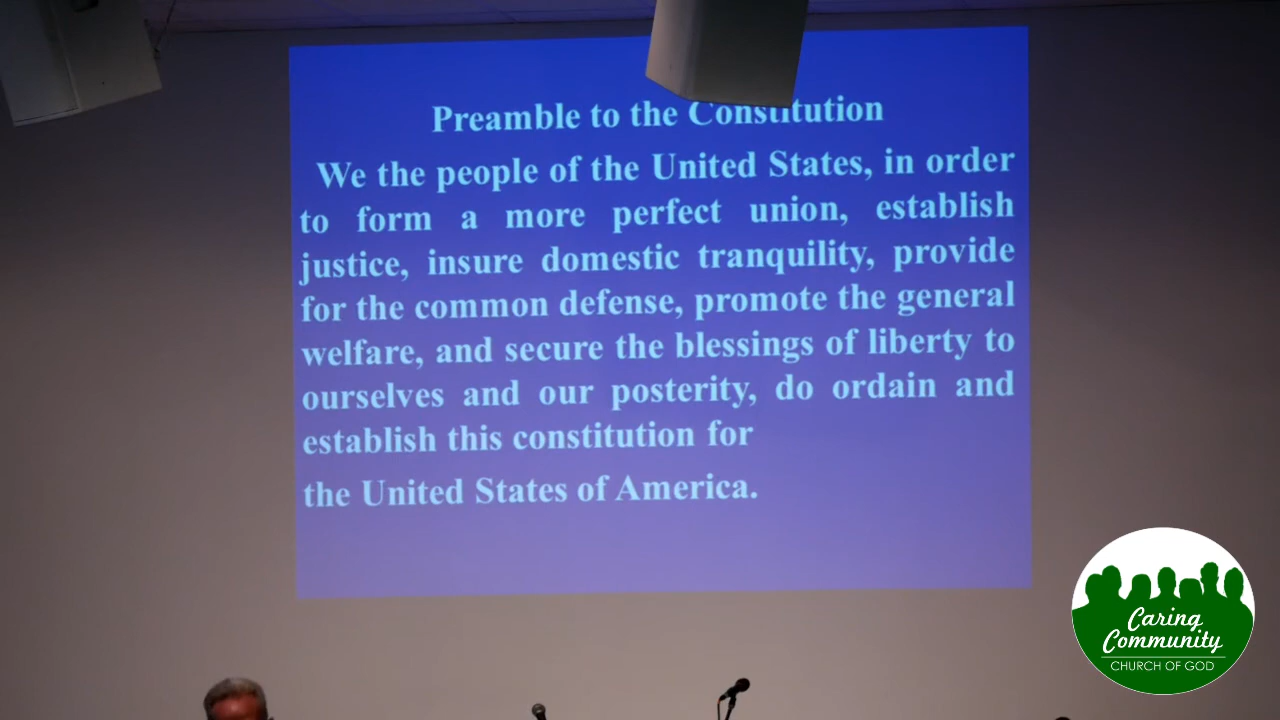 Preamble to the Constitution
We the people of the United States, in order
to form a more perfect union, establish
justice, insure domestic tranquility, provide
for the common defense, promote the general
welfare, and secure the blessings of liberty to
ourselves and our posterity, do ordain and
establish this constitution for
the United States of America.
Caring
Community
CHURCH OF GOD